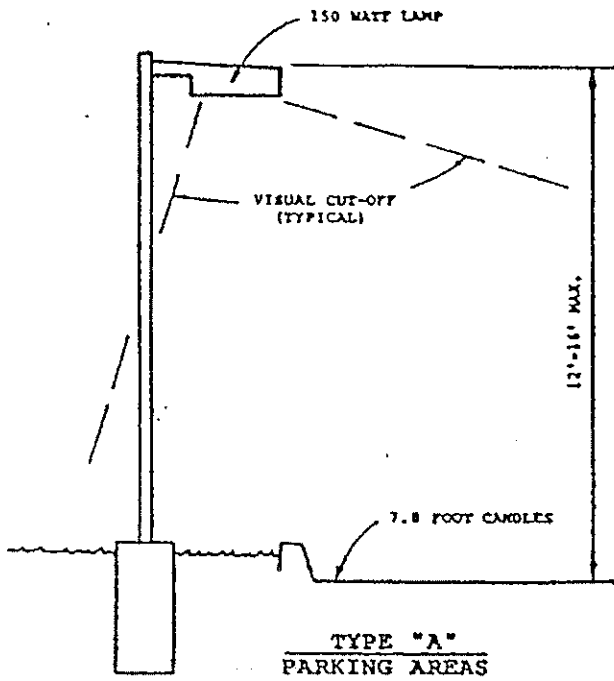 150 WATT LAMP
VISUAL CUT-OFF
(TYPICAL)
12'-16' MAX.
7.8 FOOT CANDLES
TYPE "A"
PARKING AREAS